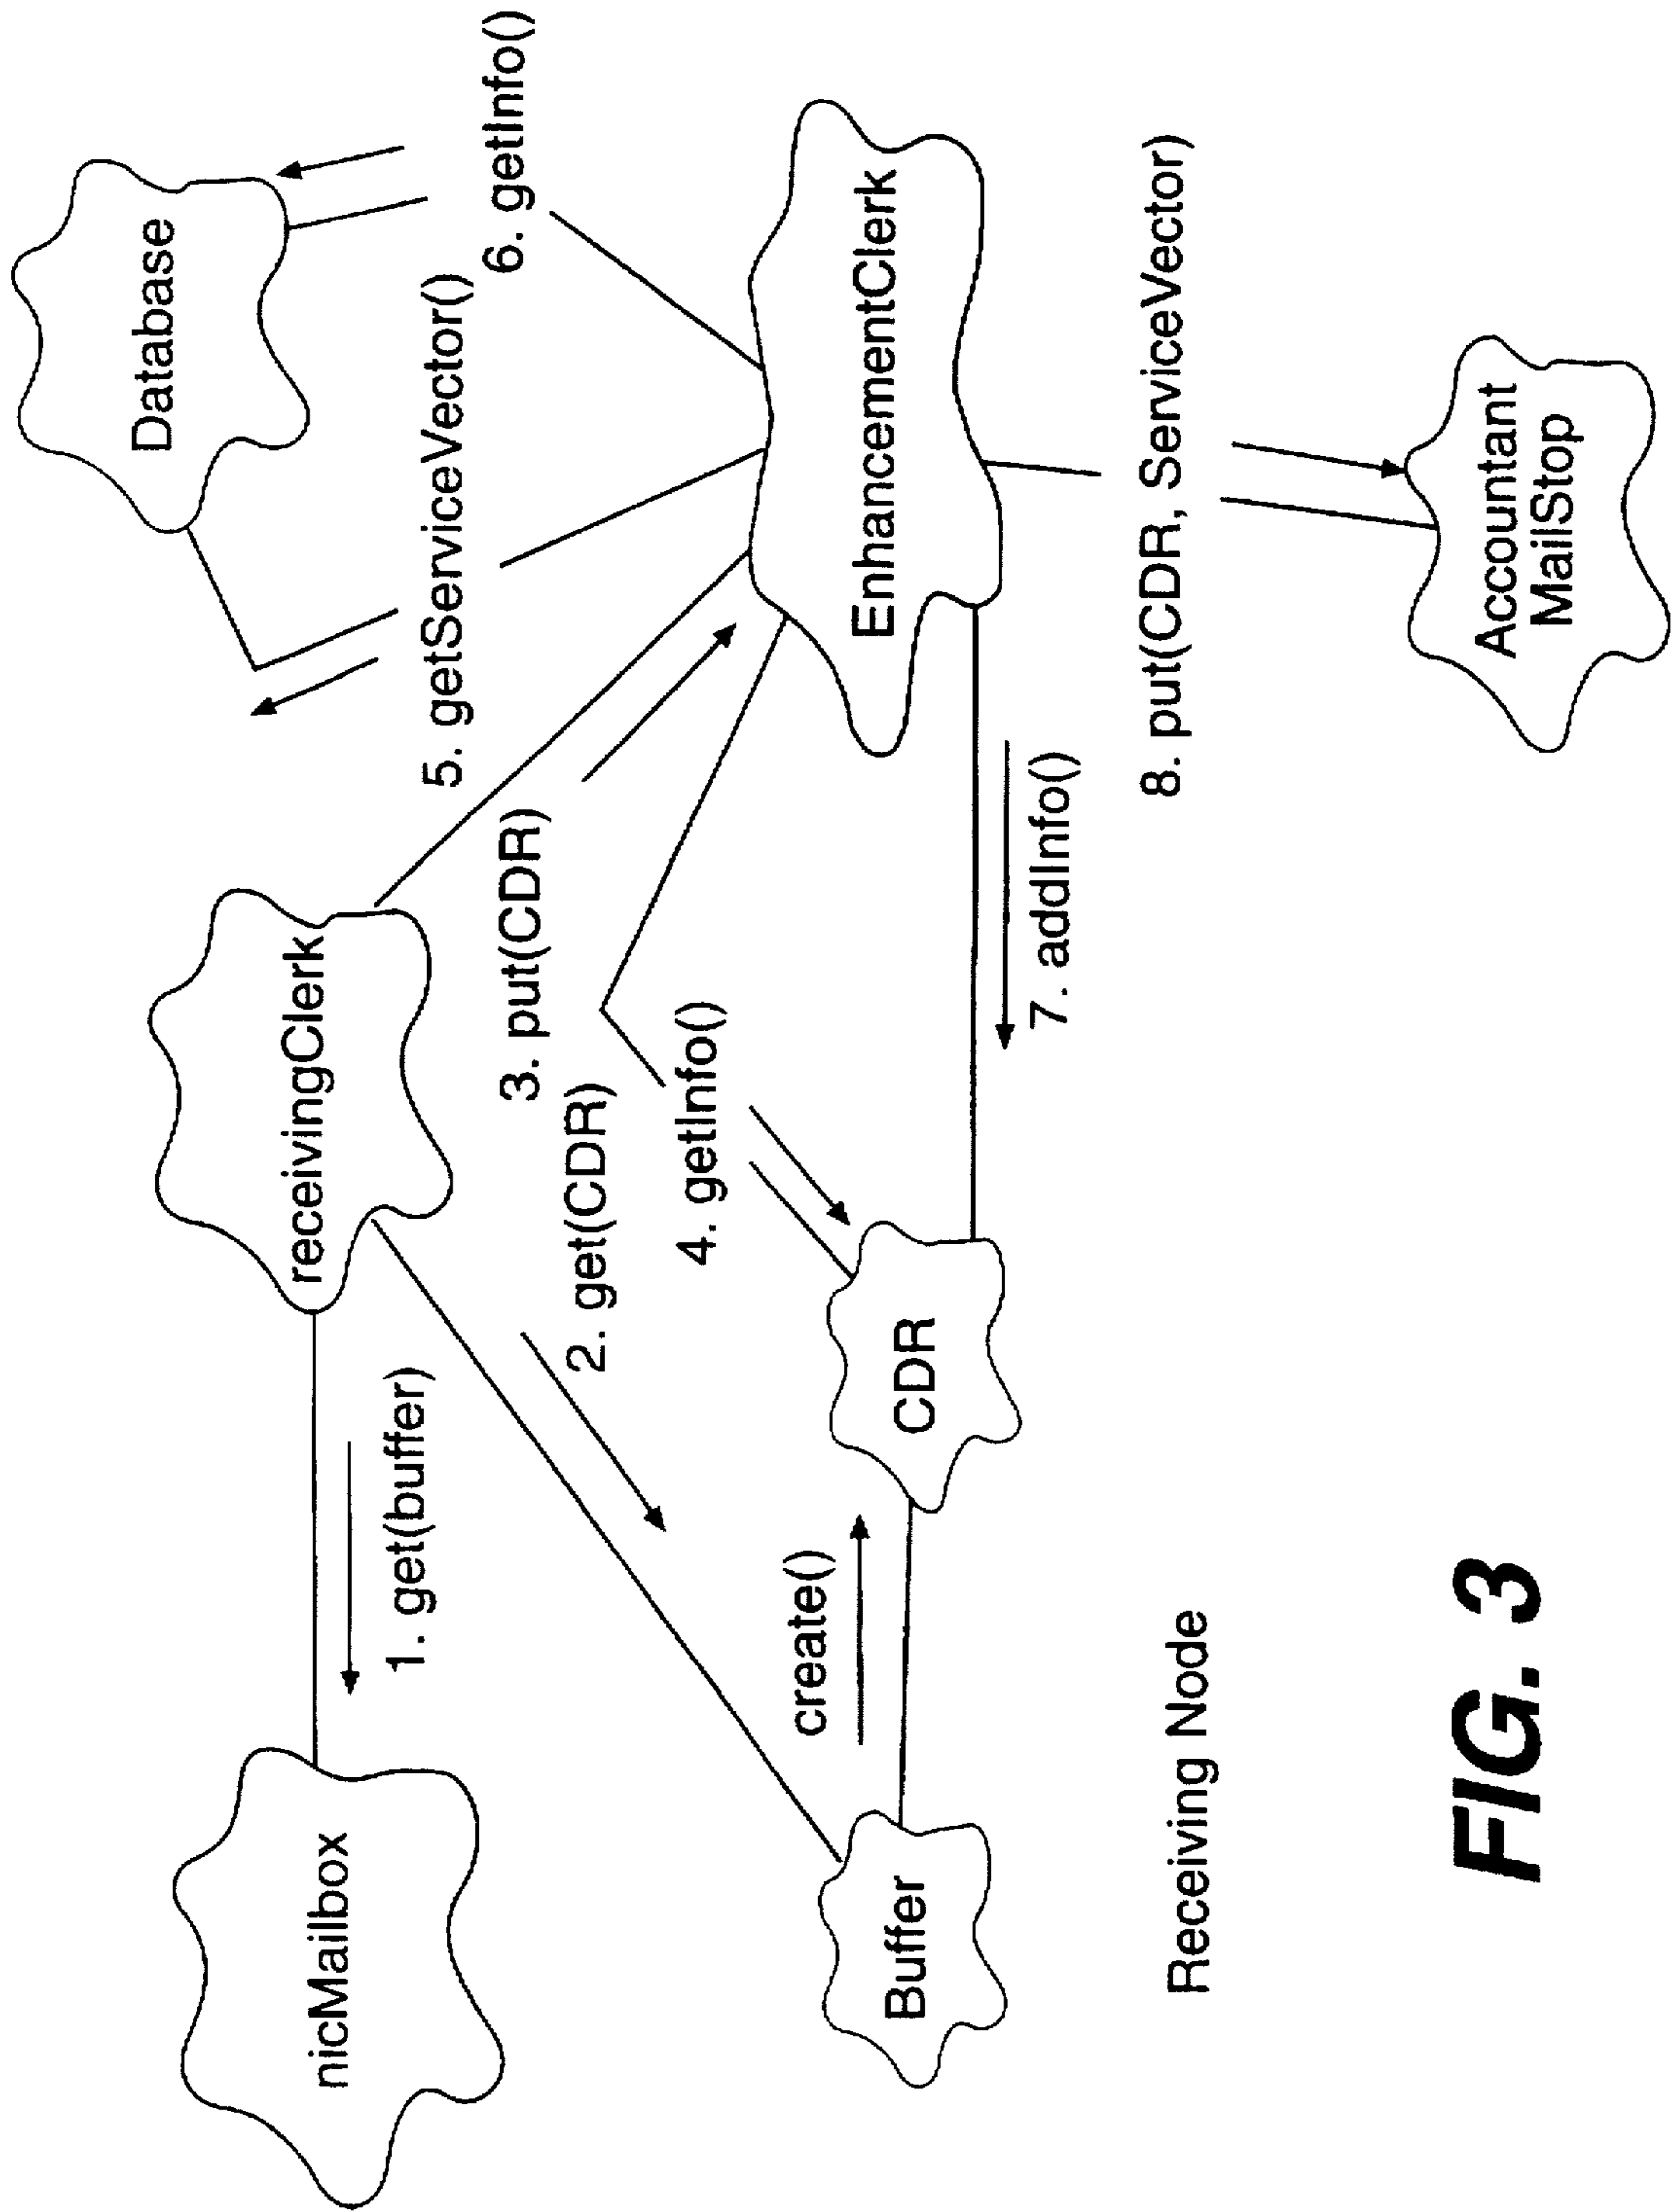 nicMailbox
1. get(buffer)
receivingClerk
Database
2. get(CDR)
3. put(CDR)
5. getServiceVector()
6. getInfo()
4. getInfo()
Buffer
create()
CDR
EnhancementClerk
7. addInfo()
8. put(CDR, ServiceVector)
Receiving Node
Accountant
MailStop
FIG. 3